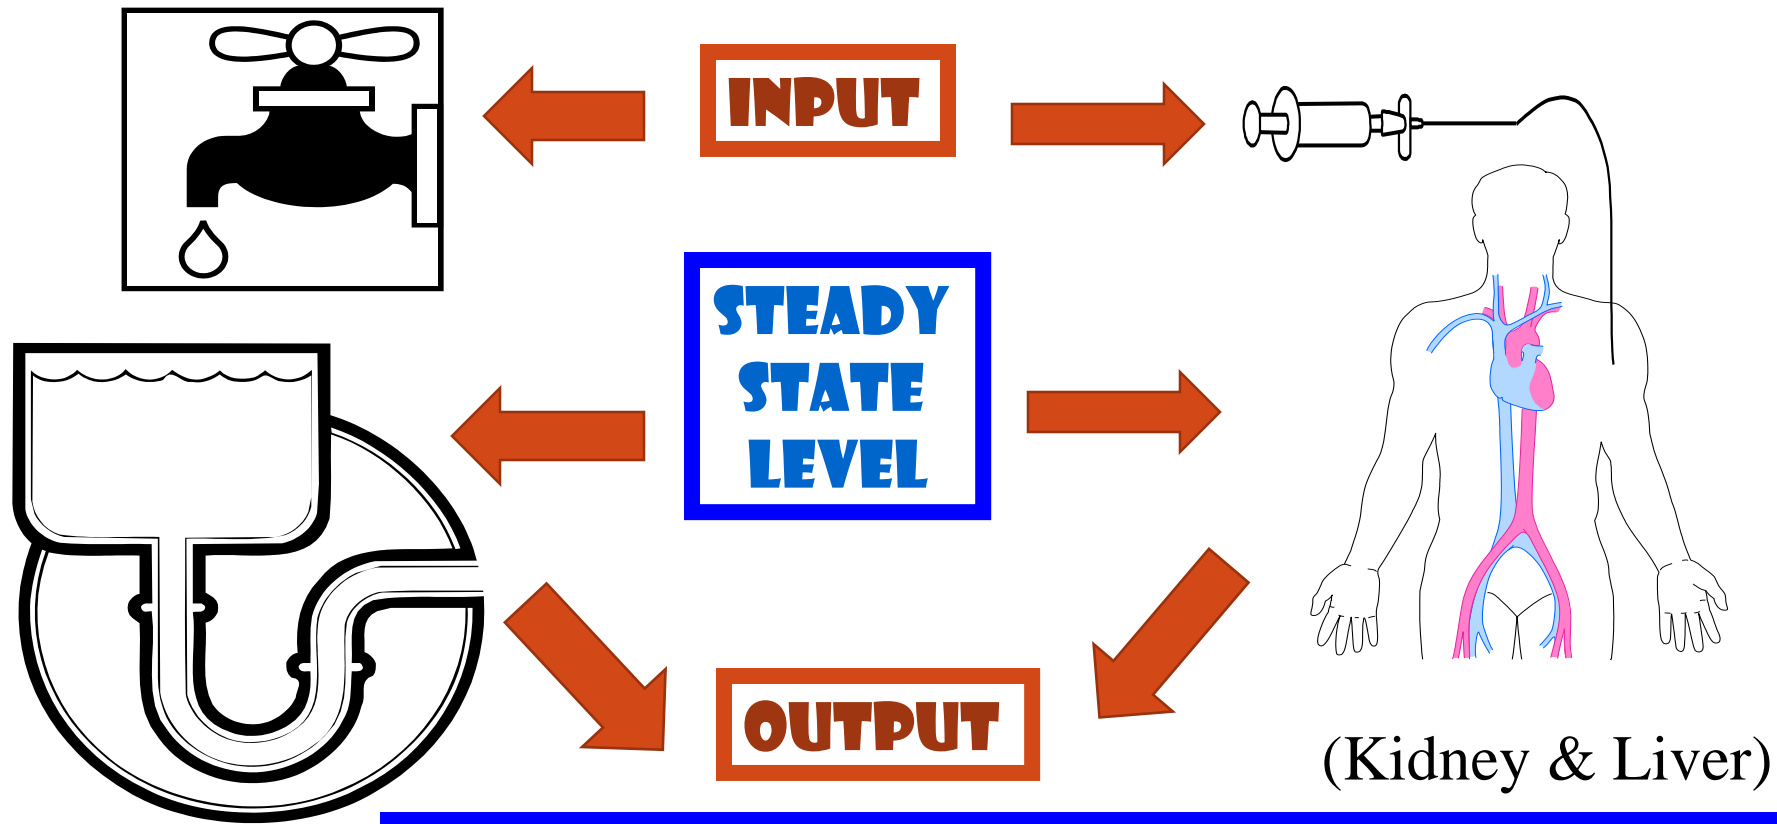 INPUT
STEADY
STATE
LEVEL
OUTPUT
(Kidney & Liver)